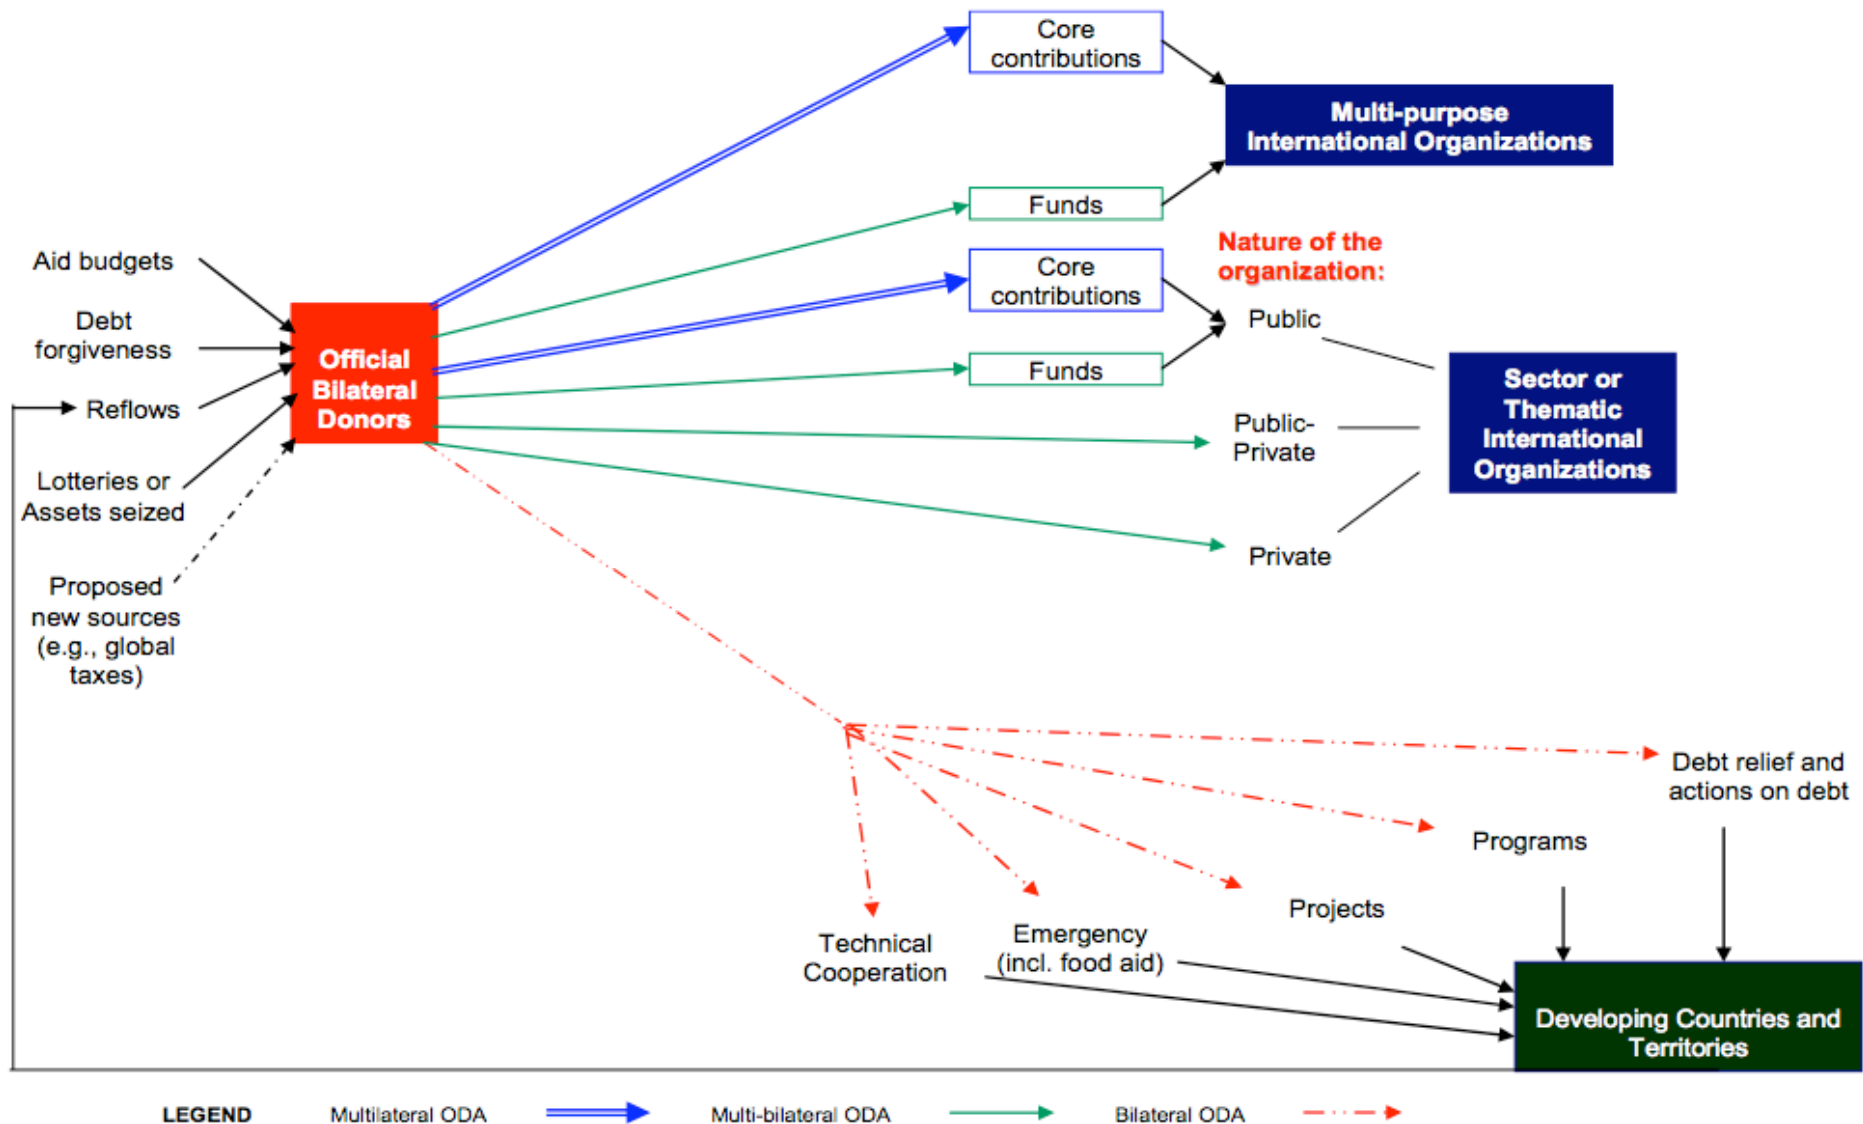 Core
contributions
Multi-purpose
International Organizations
Funds
Nature of the
organization:
Aid budgets
Core
contributions
Debt
forgiveness
Public
Official
Bilateral
Donors
Funds
Sector or
Thematic
International
Organizations
Reflows
Public-
Private
Lotteries or
Assets seized
Private
Proposed
new sources
(e.g., global
taxes)
Debt relief and
actions on debt
Programs
Projects
Emergency
(incl. food aid)
Technical
Cooperation
Developing Countries and
Territories
LEGEND Multilateral ODA Multi-bilateral ODA Bilateral ODA